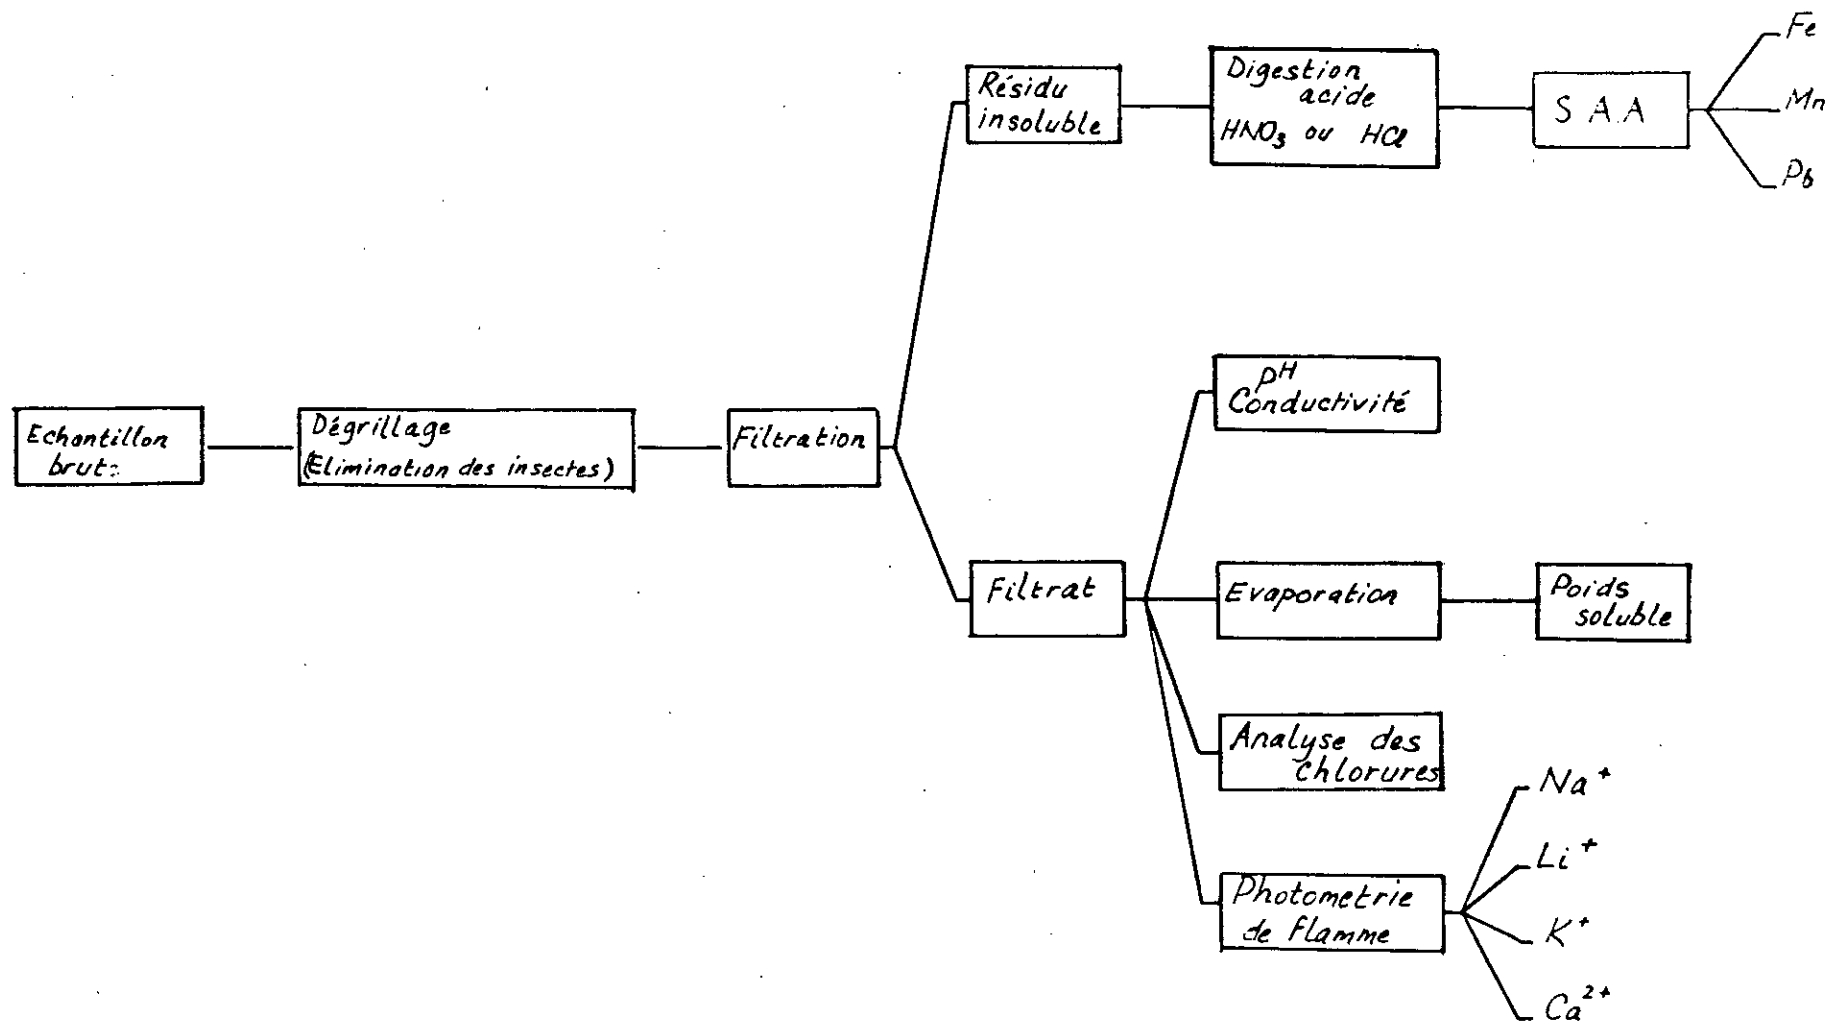 Echantillon
brut
Dégrillage
(Elimination des insectes)
Filtration
Résidu
insoluble
Digestion
acide
HNO₃ ou HCl
S A.A
Fe
Mn
Pb
Filtrat
pH
Conductivité
Evaporation
Poids
soluble
Analyse des
chlorures
Photometrie
de flamme
Na⁺
Li⁺
K⁺
Ca²⁺